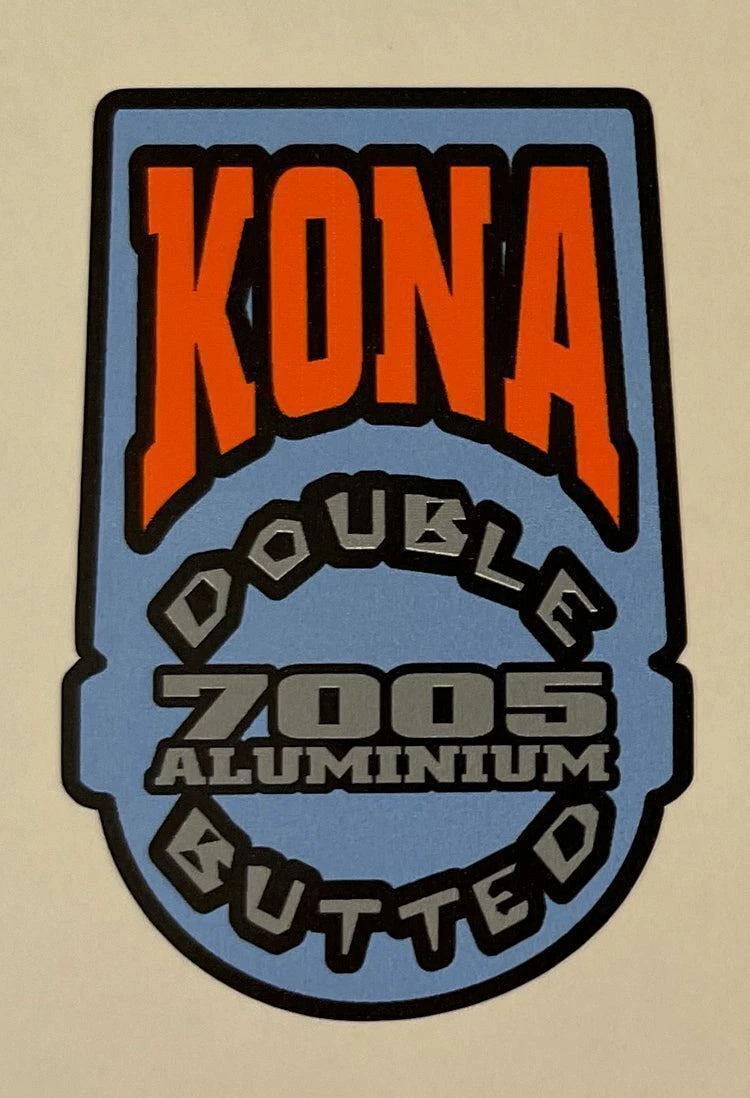 KONA
DOUBLE
7005
ALUMINIUM
BUTTED